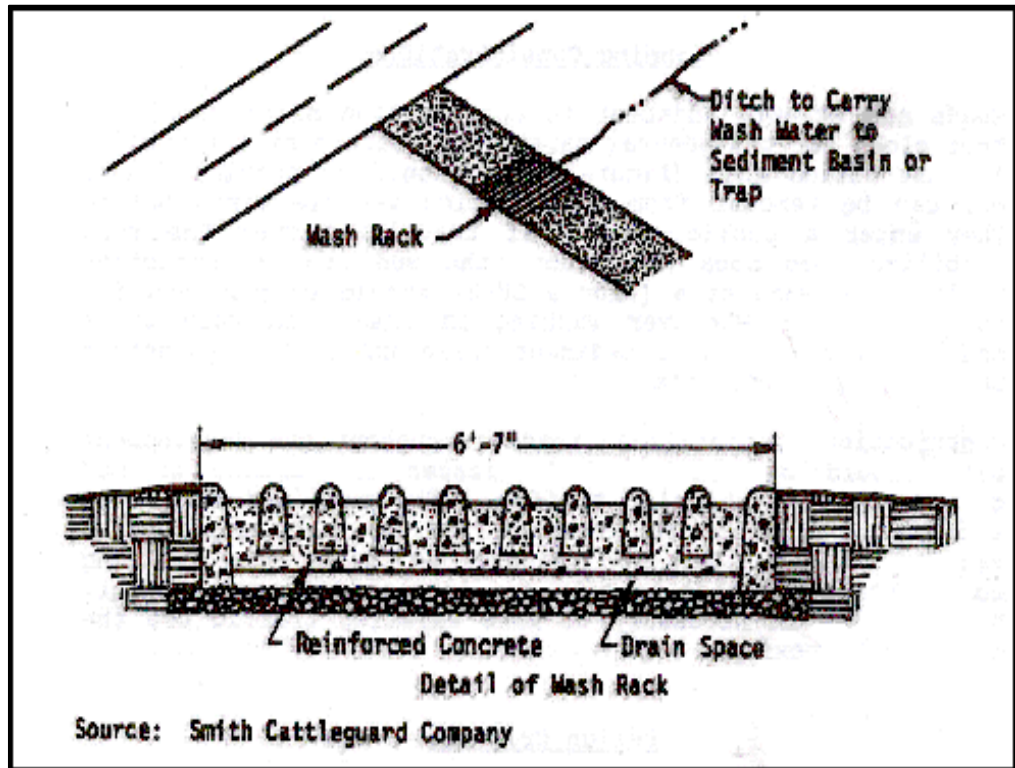 Ditch to Carry
Wash Water to
Sediment Basin or
Trap
Wash Rack
6'-7"
Reinforced Concrete
Drain Space
Detail of Wash Rack
Source: Smith Cattleguard Company